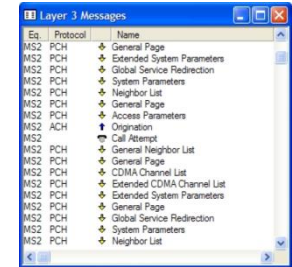 Layer 3 Messages
Eq. Protocol Name
MS2 PCH General Page
MS2 PCH Extended System Parameters
MS2 PCH Global Service Redirection
MS2 PCH System Parameters
MS2 PCH Neighbor List
MS2 PCH General Page
MS2 PCH Access Parameters
MS2 ACH Origination
MS2 Call Attempt
MS2 PCH General Neighbor List
MS2 PCH General Page
MS2 PCH CDMA Channel List
MS2 PCH Extended CDMA Channel List
MS2 PCH Extended System Parameters
MS2 PCH General Page
MS2 PCH Global Service Redirection
MS2 PCH System Parameters
MS2 PCH Neighbor List